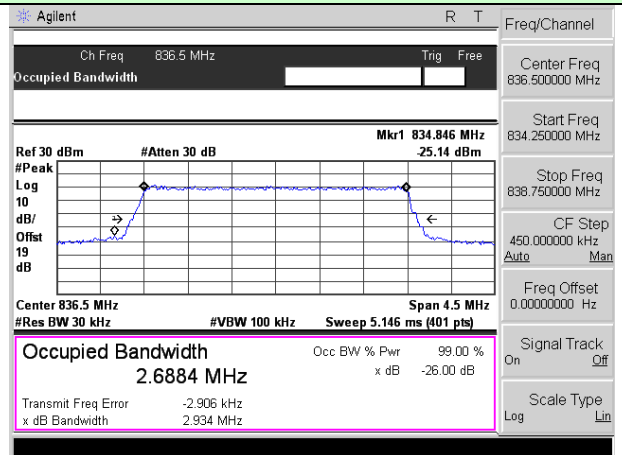 Agilent R T
Ch Freq 836.5 MHz Trig Free
Occupied Bandwidth
Mkr1 834.846 MHz
Ref 30 dBm #Atten 30 dB -25.14 dBm
#Peak
Log
10
dB/
Offst
19
dB
Center 836.5 MHz Span 4.5 MHz
#Res BW 30 kHz #VBW 100 kHz Sweep 5.146 ms (401 pts)
Occupied Bandwidth Occ BW % Pwr 99.00 %
2.6884 MHz x dB -26.00 dB
Transmit Freq Error -2.906 kHz
x dB Bandwidth 2.934 MHz
Freq/Channel
Center Freq
836.500000 MHz
Start Freq
834.250000 MHz
Stop Freq
838.750000 MHz
CF Step
450.000000 kHz
Auto Man
Freq Offset
0.00000000 Hz
Signal Track
On Off
Scale Type
Log Lin